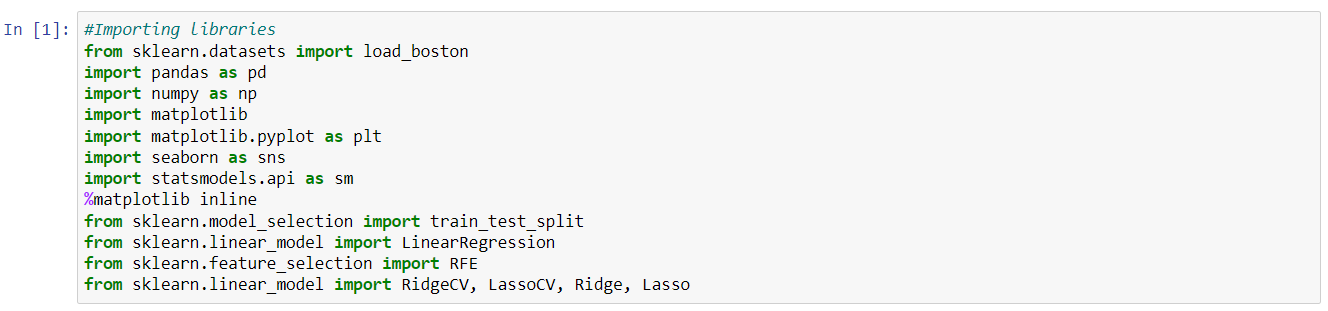 In [1]: #Importing libraries
from sklearn.datasets import load_boston
import pandas as pd
import numpy as np
import matplotlib
import matplotlib.pyplot as plt
import seaborn as sns
import statsmodels.api as sm
%matplotlib inline
from sklearn.model_selection import train_test_split
from sklearn.linear_model import LinearRegression
from sklearn.feature_selection import RFE
from sklearn.linear_model import RidgeCV, LassoCV, Ridge, Lasso